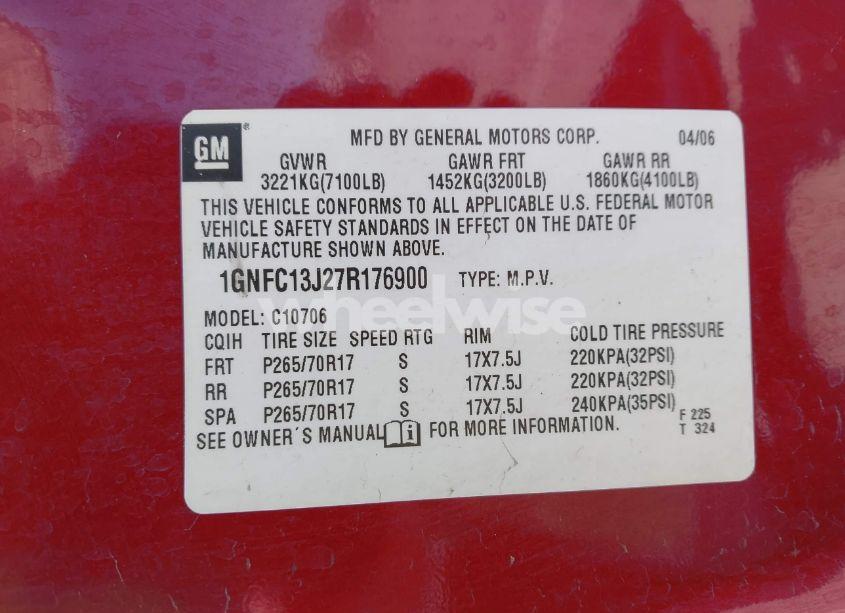 GM ® MFD BY GENERAL MOTORS CORP. 04/06
GVWR GAWR FRT GAWR RR
3221KG(7100LB) 1452KG(3200LB) 1860KG(4100LB)
THIS VEHICLE CONFORMS TO ALL APPLICABLE U.S. FEDERAL MOTOR
VEHICLE SAFETY STANDARDS IN EFFECT ON THE DATE OF
MANUFACTURE SHOWN ABOVE.
1GNFC13J27R176900 TYPE: M.P.V.
wheelwise
MODEL: C10706
CQIH TIRE SIZE SPEED RTG RIM COLD TIRE PRESSURE
FRT P265/70R17 S 17X7.5J 220KPA(32PSI)
RR P265/70R17 S 17X7.5J 220KPA(32PSI)
SPA P265/70R17 S 17X7.5J 240KPA(35PSI)
F 225
SEE OWNER´S MANUAL i FOR MORE INFORMATION. T 324